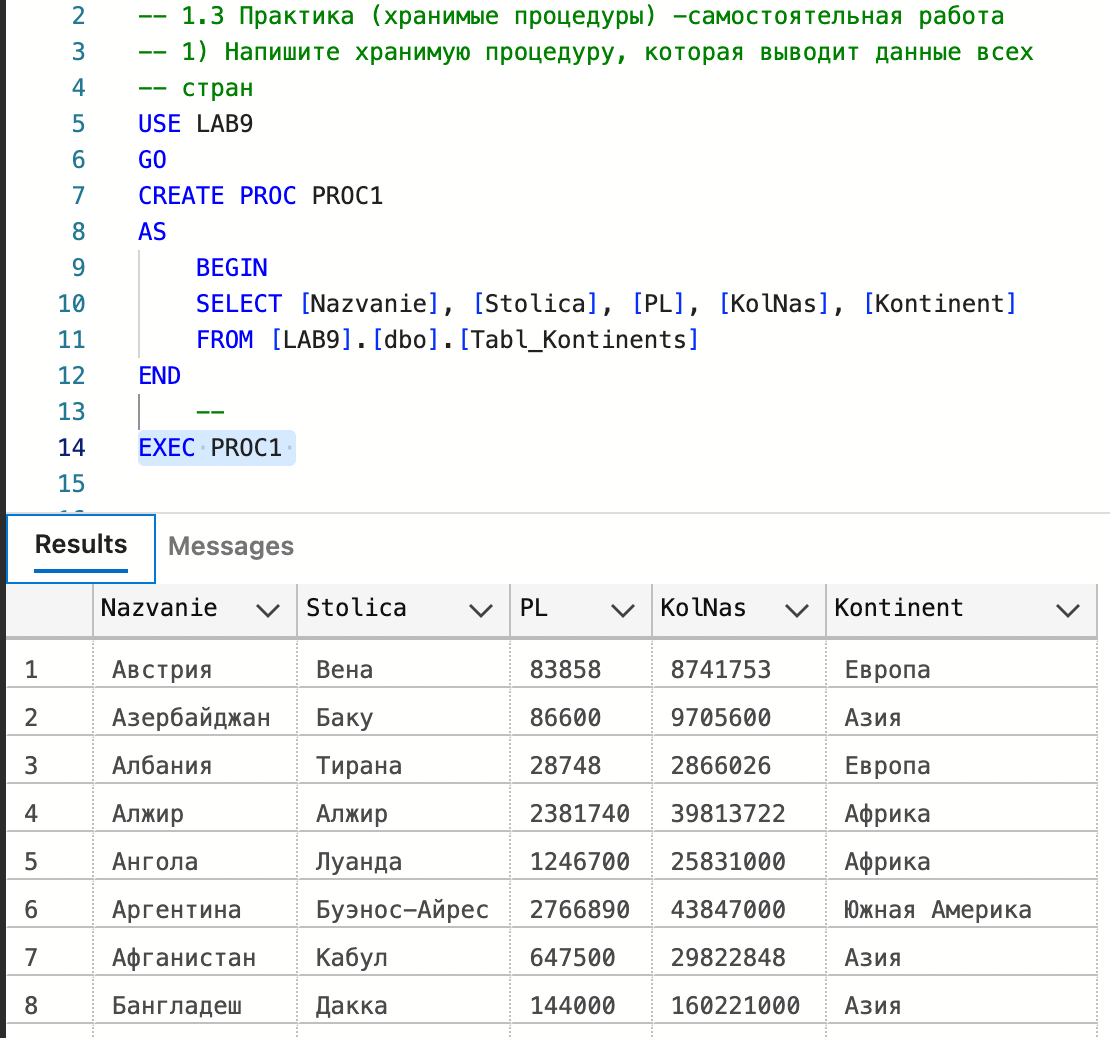 2 -- 1.3 Практика (хранимые процедуры) -самостоятельная работа
3 -- 1) Напишите хранимую процедуру, которая выводит данные всех
4 -- стран
5 USE LAB9
6 GO
7 CREATE PROC PROC1
8 AS
9 BEGIN
10 SELECT [Nazvanie], [Stolica], [PL], [KolNas], [Kontinent]
11 FROM [LAB9].[dbo].[Tabl_Kontinents]
12 END
13 --
14 EXEC PROC1
15
Results Messages
Nazvanie Stolica PL KolNas Kontinent
1 Австрия Вена 83858 8741753 Европа
2 Азербайджан Баку 86600 9705600 Азия
3 Албания Тирана 28748 2866026 Европа
4 Алжир Алжир 2381740 39813722 Африка
5 Ангола Луанда 1246700 25831000 Африка
6 Аргентина Буэнос-Айрес 2766890 43847000 Южная Америка
7 Афганистан Кабул 647500 29822848 Азия
8 Бангладеш Дакка 144000 160221000 Азия